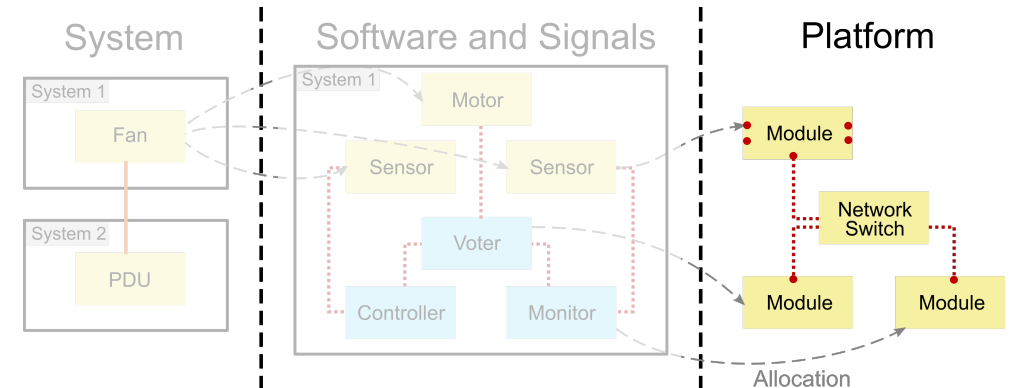 System
Software and Signals
Platform
System 1
Fan
System 2
PDU
System 1
Motor
Sensor
Sensor
Voter
Controller
Monitor
Module
Network
Switch
Module
Module
Allocation